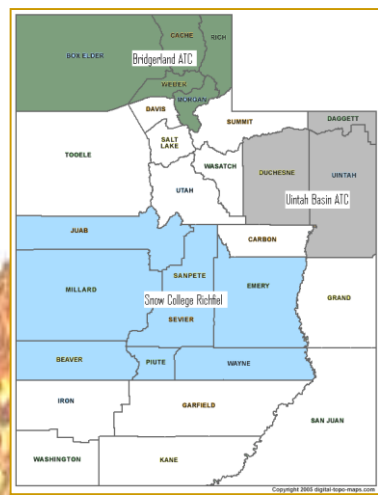 CACHE
RICH
BOX ELDER
Bridgerland ATC
WEBER
MORGAN
DAVIS
SUMMIT
DAGGETT
SALT
LAKE
TOOELE
WASATCH
DUCHESNE
UINTAH
UTAH
Uintah Basin ATC
JUAB
CARBON
SANPETE
EMERY
MILLARD
Snow College Richfiel
GRAND
SEVIER
BEAVER
PIUTE
WAYNE
IRON
GARFIELD
SAN JUAN
WASHINGTON
KANE
Copyright 2005 digital-topo-maps.com